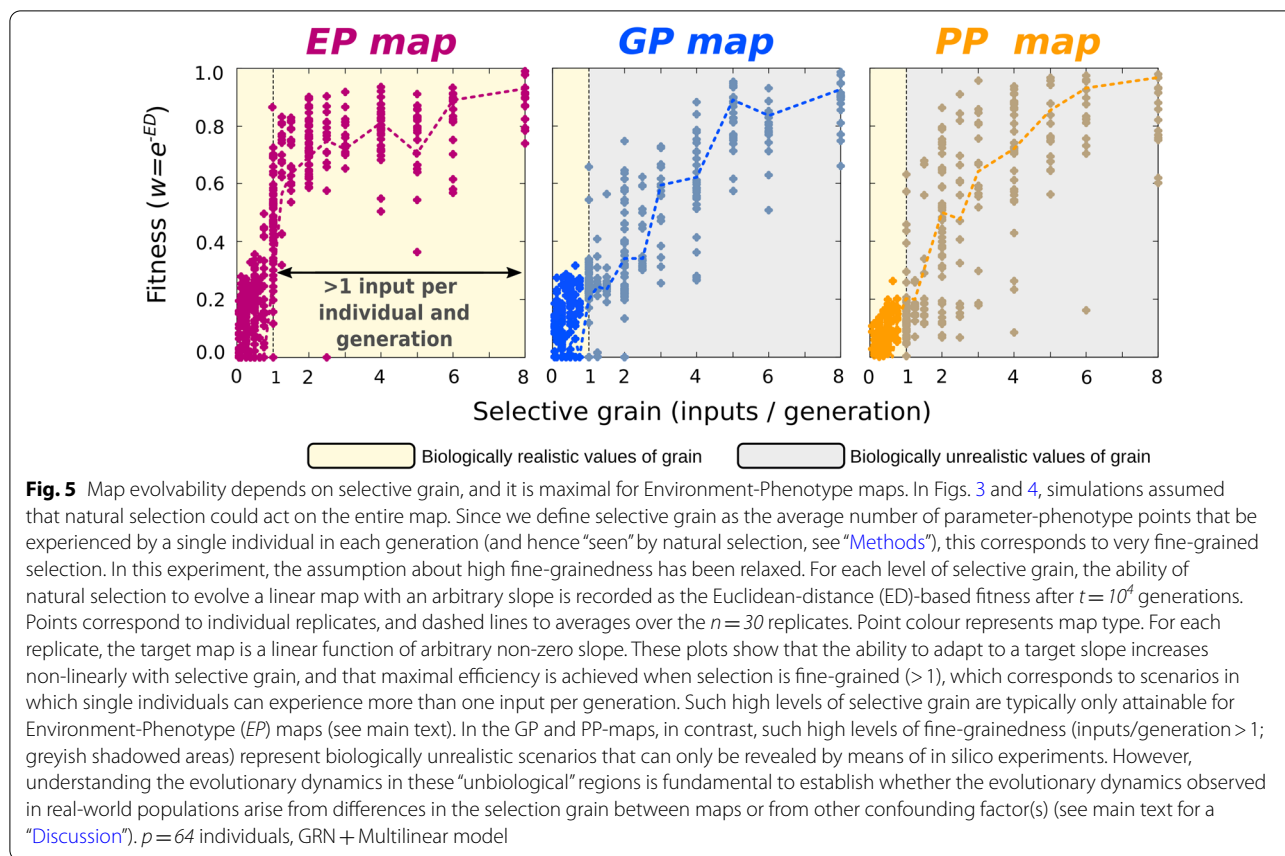 EP map GP map PP map
1.0
0.8
0.6
0.4
0.2
0.0
Fitness (w=e-ED)
>1 input per
individual and
generation
0 1 2 4 6 8 0 1 2 4 6 8 0 1 2 4 6 8
Selective grain (inputs / generation)
Biologically realistic values of grain Biologically unrealistic values of grain
Fig. 5 Map evolvability depends on selective grain, and it is maximal for Environment-Phenotype maps. In Figs. 3 and 4, simulations assumed
that natural selection could act on the entire map. Since we define selective grain as the average number of parameter-phenotype points that be
experienced by a single individual in each generation (and hence “seen” by natural selection, see “Methods”), this corresponds to very fine-grained
selection. In this experiment, the assumption about high fine-grainedness has been relaxed. For each level of selective grain, the ability of
natural selection to evolve a linear map with an arbitrary slope is recorded as the Euclidean-distance (ED)-based fitness after t = 10⁴ generations.
Points correspond to individual replicates, and dashed lines to averages over the n = 30 replicates. Point colour represents map type. For each
replicate, the target map is a linear function of arbitrary non-zero slope. These plots show that the ability to adapt to a target slope increases
non-linearly with selective grain, and that maximal efficiency is achieved when selection is fine-grained (> 1), which corresponds to scenarios in
which single individuals can experience more than one input per generation. Such high levels of selective grain are typically only attainable for
Environment-Phenotype (EP) maps (see main text). In the GP and PP-maps, in contrast, such high levels of fine-grainedness (inputs/generation > 1;
greyish shadowed areas) represent biologically unrealistic scenarios that can only be revealed by means of in silico experiments. However,
understanding the evolutionary dynamics in these “unbiological” regions is fundamental to establish whether the evolutionary dynamics observed
in real-world populations arise from differences in the selection grain between maps or from other confounding factor(s) (see main text for a
“Discussion”). p = 64 individuals, GRN + Multilinear model